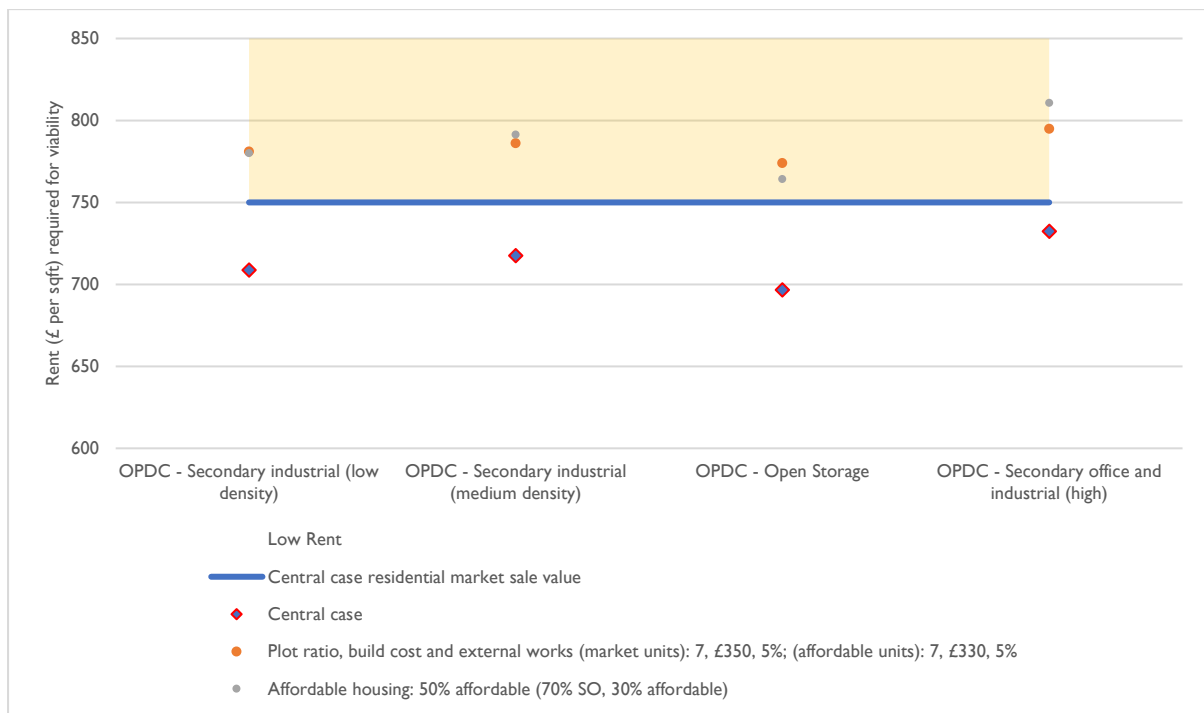 Rent (£ per sqft) required for viability
850
800
750
700
650
600
OPDC - Secondary industrial (low
density)
OPDC - Secondary industrial
(medium density)
OPDC - Open Storage
OPDC - Secondary office and
industrial (high)
Low Rent
Central case residential market sale value
Central case
Plot ratio, build cost and external works (market units): 7, £350, 5%; (affordable units): 7, £330, 5%
Affordable housing: 50% affordable (70% SO, 30% affordable)